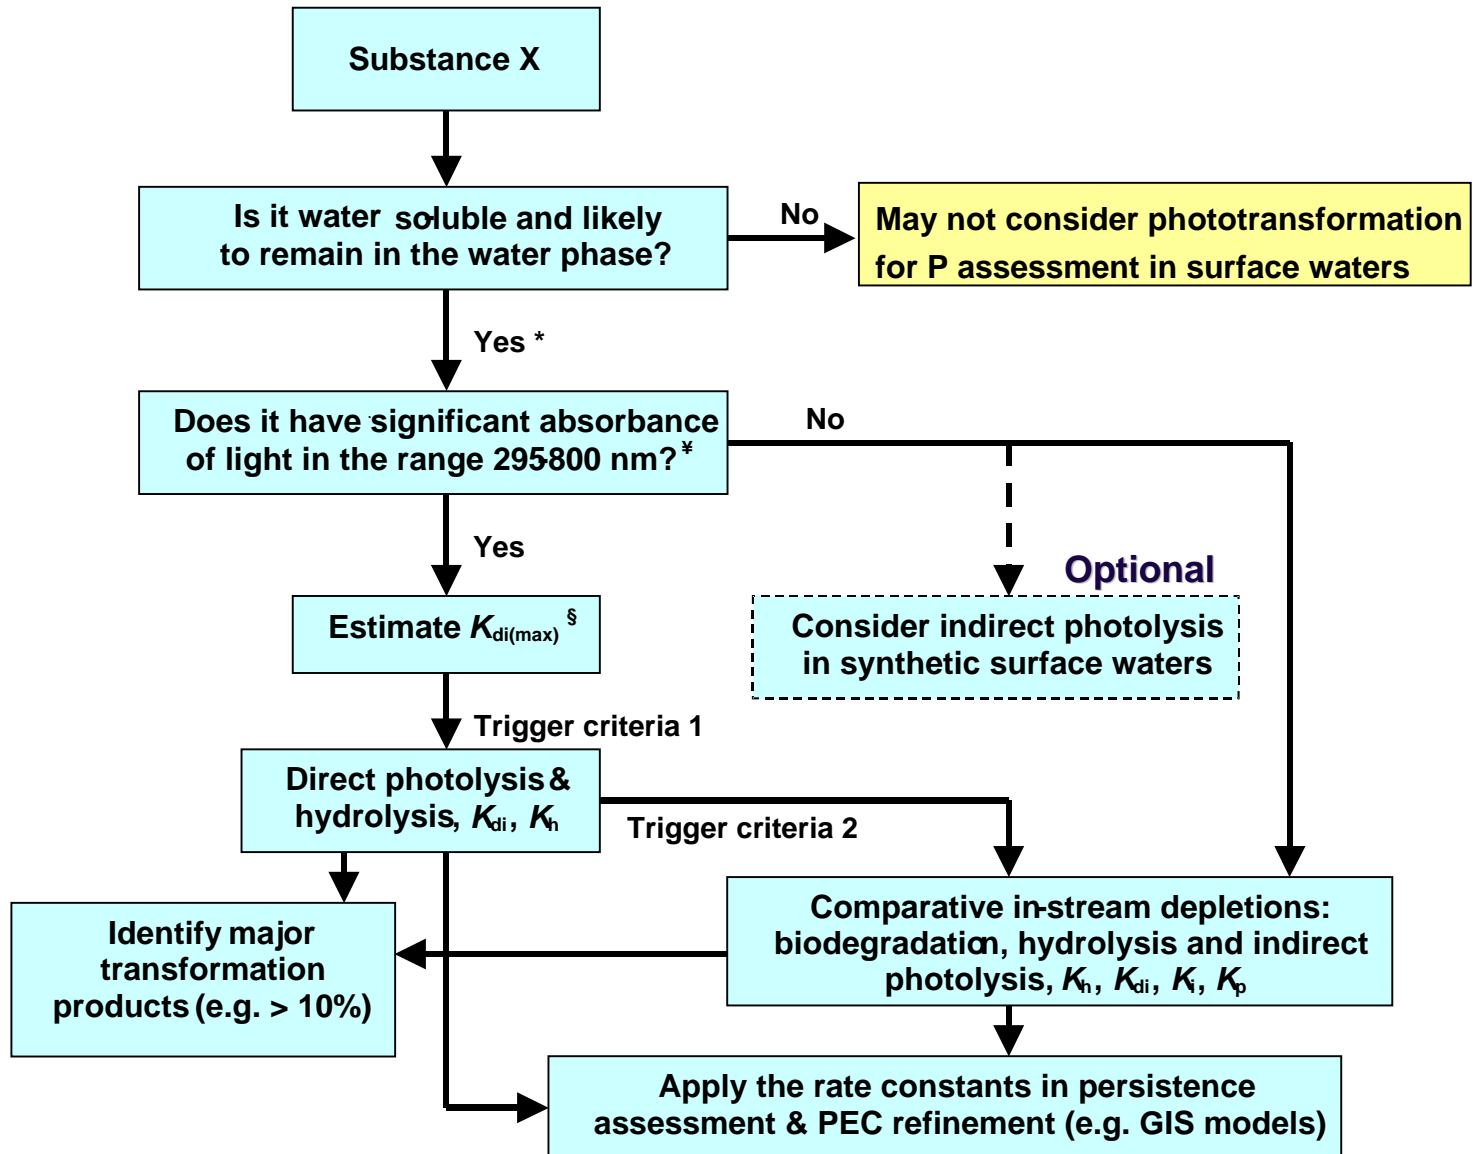 Substance X
Is it water soluble and likely
to remain in the water phase?
No
May not consider phototransformation
for P assessment in surface waters
Yes *
Does it have significant absorbance
of light in the range 295-800 nm? ¥
No
Yes
Optional
Estimate Kdi(max) §
Consider indirect photolysis
in synthetic surface waters
Trigger criteria 1
Direct photolysis &
hydrolysis, Kdi, Kh
Trigger criteria 2
Identify major
transformation
products (e.g. > 10%)
Comparative in-stream depletions:
biodegradation, hydrolysis and indirect
photolysis, Kh, Kdi, Ki, Kp
Apply the rate constants in persistence
assessment & PEC refinement (e.g. GIS models)